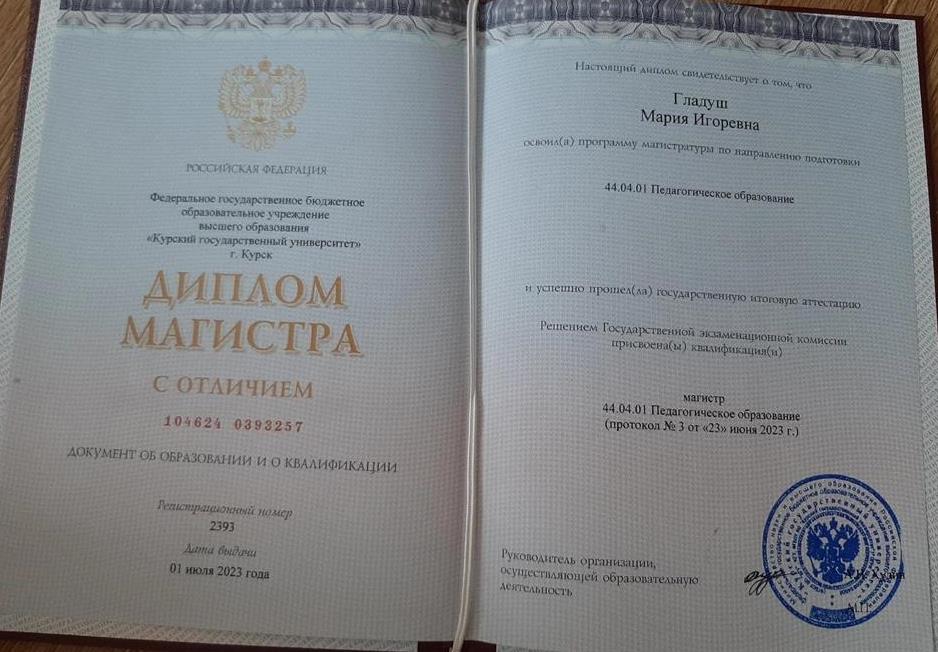 РОССИЙСКАЯ ФЕДЕРАЦИЯ
Федеральное государственное бюджетное
образовательное учреждение
высшего образования
«Курский государственный университет»
г. Курск
ДИПЛОМ
МАГИСТРА
С ОТЛИЧИЕМ
104624 0393257
ДОКУМЕНТ ОБ ОБРАЗОВАНИИ И О КВАЛИФИКАЦИИ
Регистрационный номер
2393
Дата выдачи
01 июля 2023 года
Настоящий диплом свидетельствует о том, что
Гладуш
Мария Игоревна
освоил(а) программу магистратуры по направлению подготовки
44.04.01 Педагогическое образование
и успешно прошел(ла) государственную итоговую аттестацию
Решением Государственной экзаменационной комиссии
присвоена(ы) квалификация(и)
магистр
44.04.01 Педагогическое образование
(протокол № 3 от «23» июня 2023 г.)
Руководитель организации,
осуществляющей образовательную
деятельность
М.П.